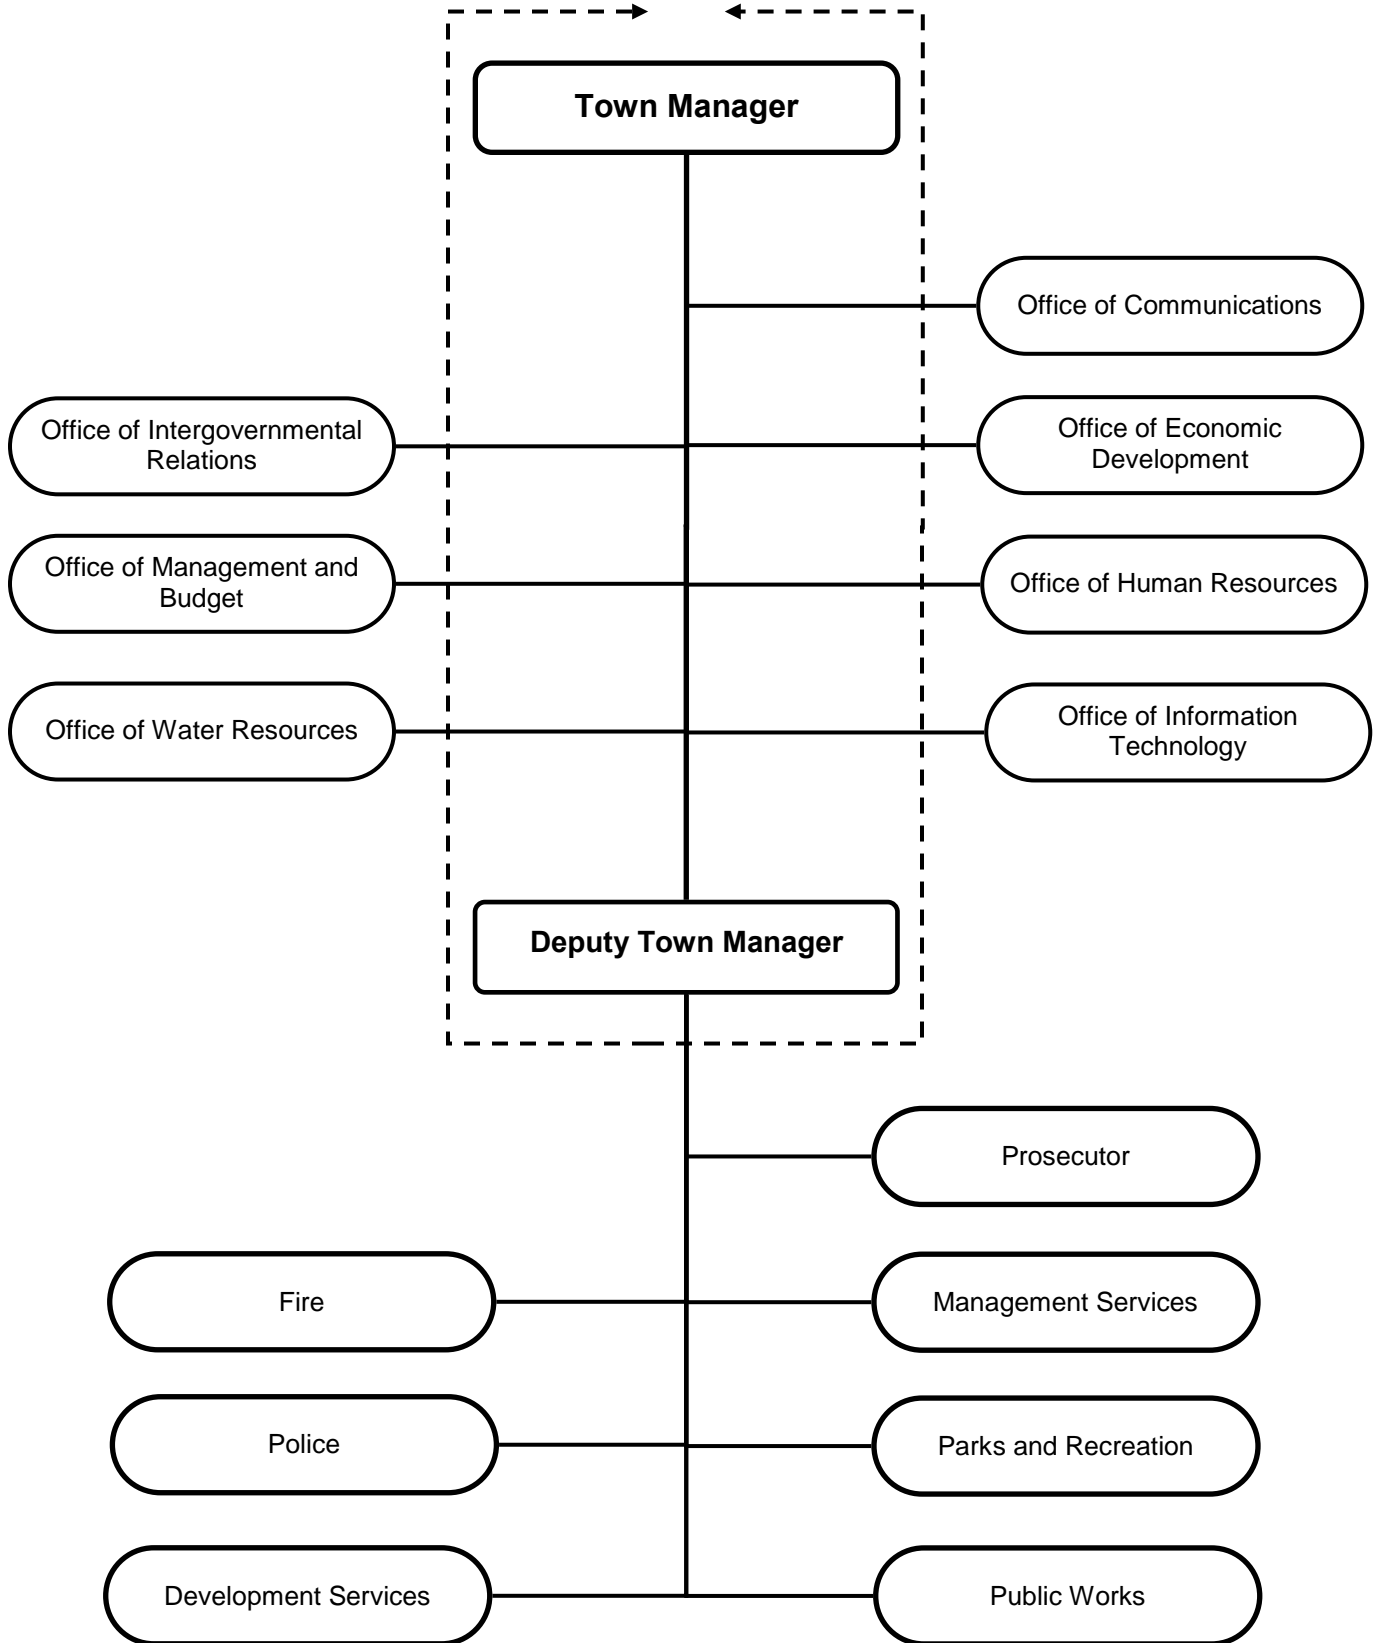 Town Manager
Office of Communications
Office of Intergovernmental
Relations
Office of Economic
Development
Office of Management and
Budget
Office of Human Resources
Office of Water Resources
Office of Information
Technology
Deputy Town Manager
Prosecutor
Fire
Management Services
Police
Parks and Recreation
Development Services
Public Works